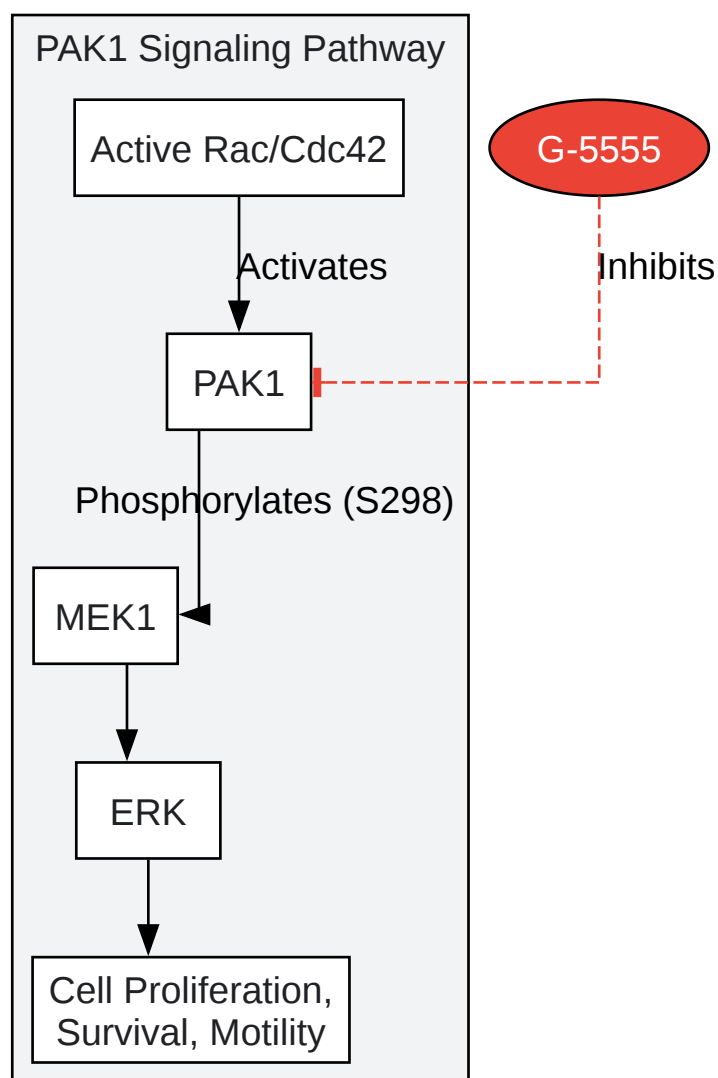 PAK1 Signaling Pathway
Active Rac/Cdc42
G-5555
Activates
Inhibits
PAK1
Phosphorylates (S298)
MEK1
ERK
Cell Proliferation,
Survival, Motility